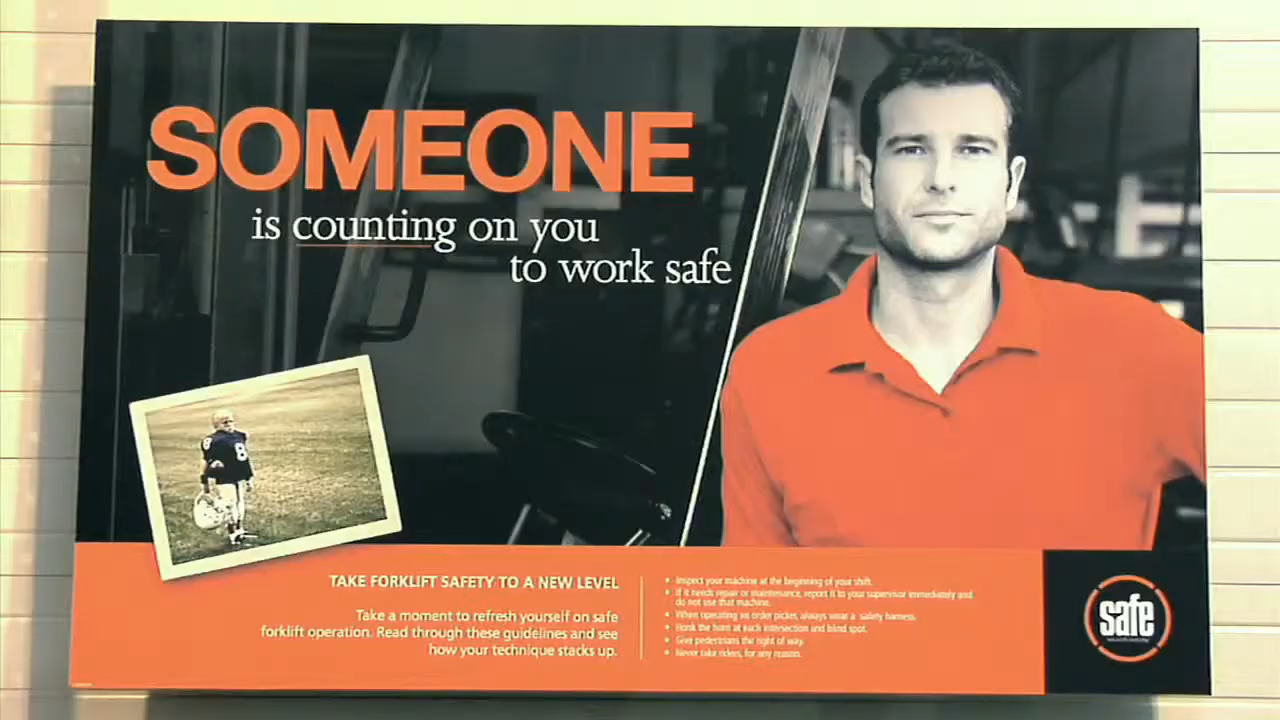 SOMEONE
is counting on you
to work safe
8
TAKE FORKLIFT SAFETY TO A NEW LEVEL
Take a moment to refresh yourself on safe
forklift operation. Read through these guidelines and see
how your technique stacks up.
• Inspect your machine at the beginning of your shift.
• If it needs repair or maintenance, report it to your supervisor immediately and
do not use that machine.
• When operating an order picker, always wear a safety harness.
• Honk the horn at each intersection and blind spot.
• Give pedestrians the right of way.
• Never take riders, for any reason.
safe